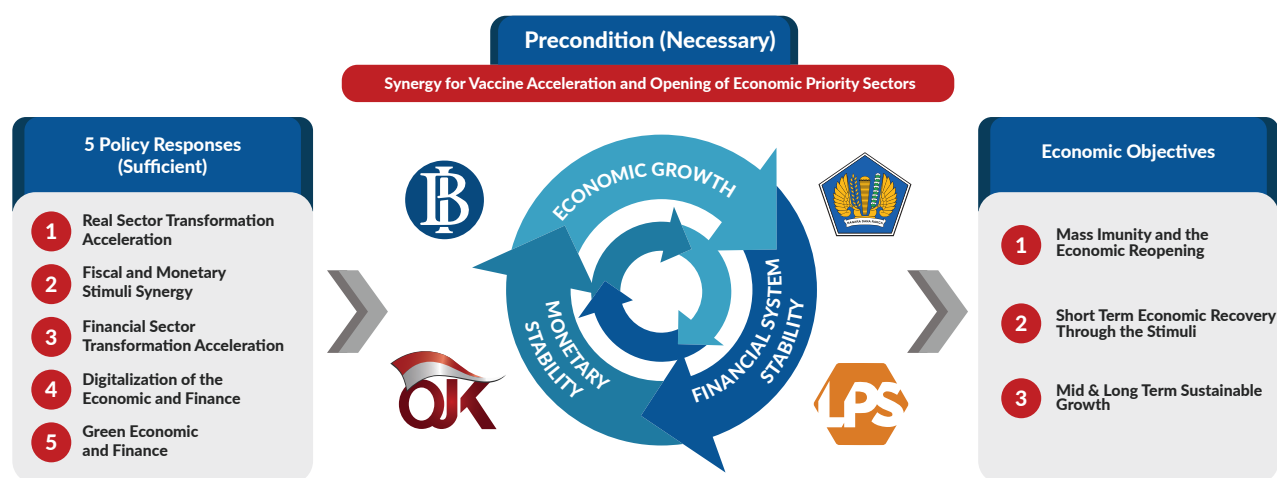 Precondition (Necessary)
Synergy for Vaccine Acceleration and Opening of Economic Priority Sectors
5 Policy Responses
(Sufficient)
1
Real Sector Transformation
Acceleration
2
Fiscal and Monetary
Stimuli Synergy
3
Financial Sector
Transformation Acceleration
4
Digitalization of the
Economic and Finance
5
Green Economic
and Finance
BI
OJK
ECONOMIC GROWTH
MONETARY
STABILITY
FINANCIAL SYSTEM
STABILITY
NAGARA DANA RAKCA
LPS
Economic Objectives
1
Mass Imunity and the
Economic Reopening
2
Short Term Economic Recovery
Through the Stimuli
3
Mid & Long Term Sustainable
Growth